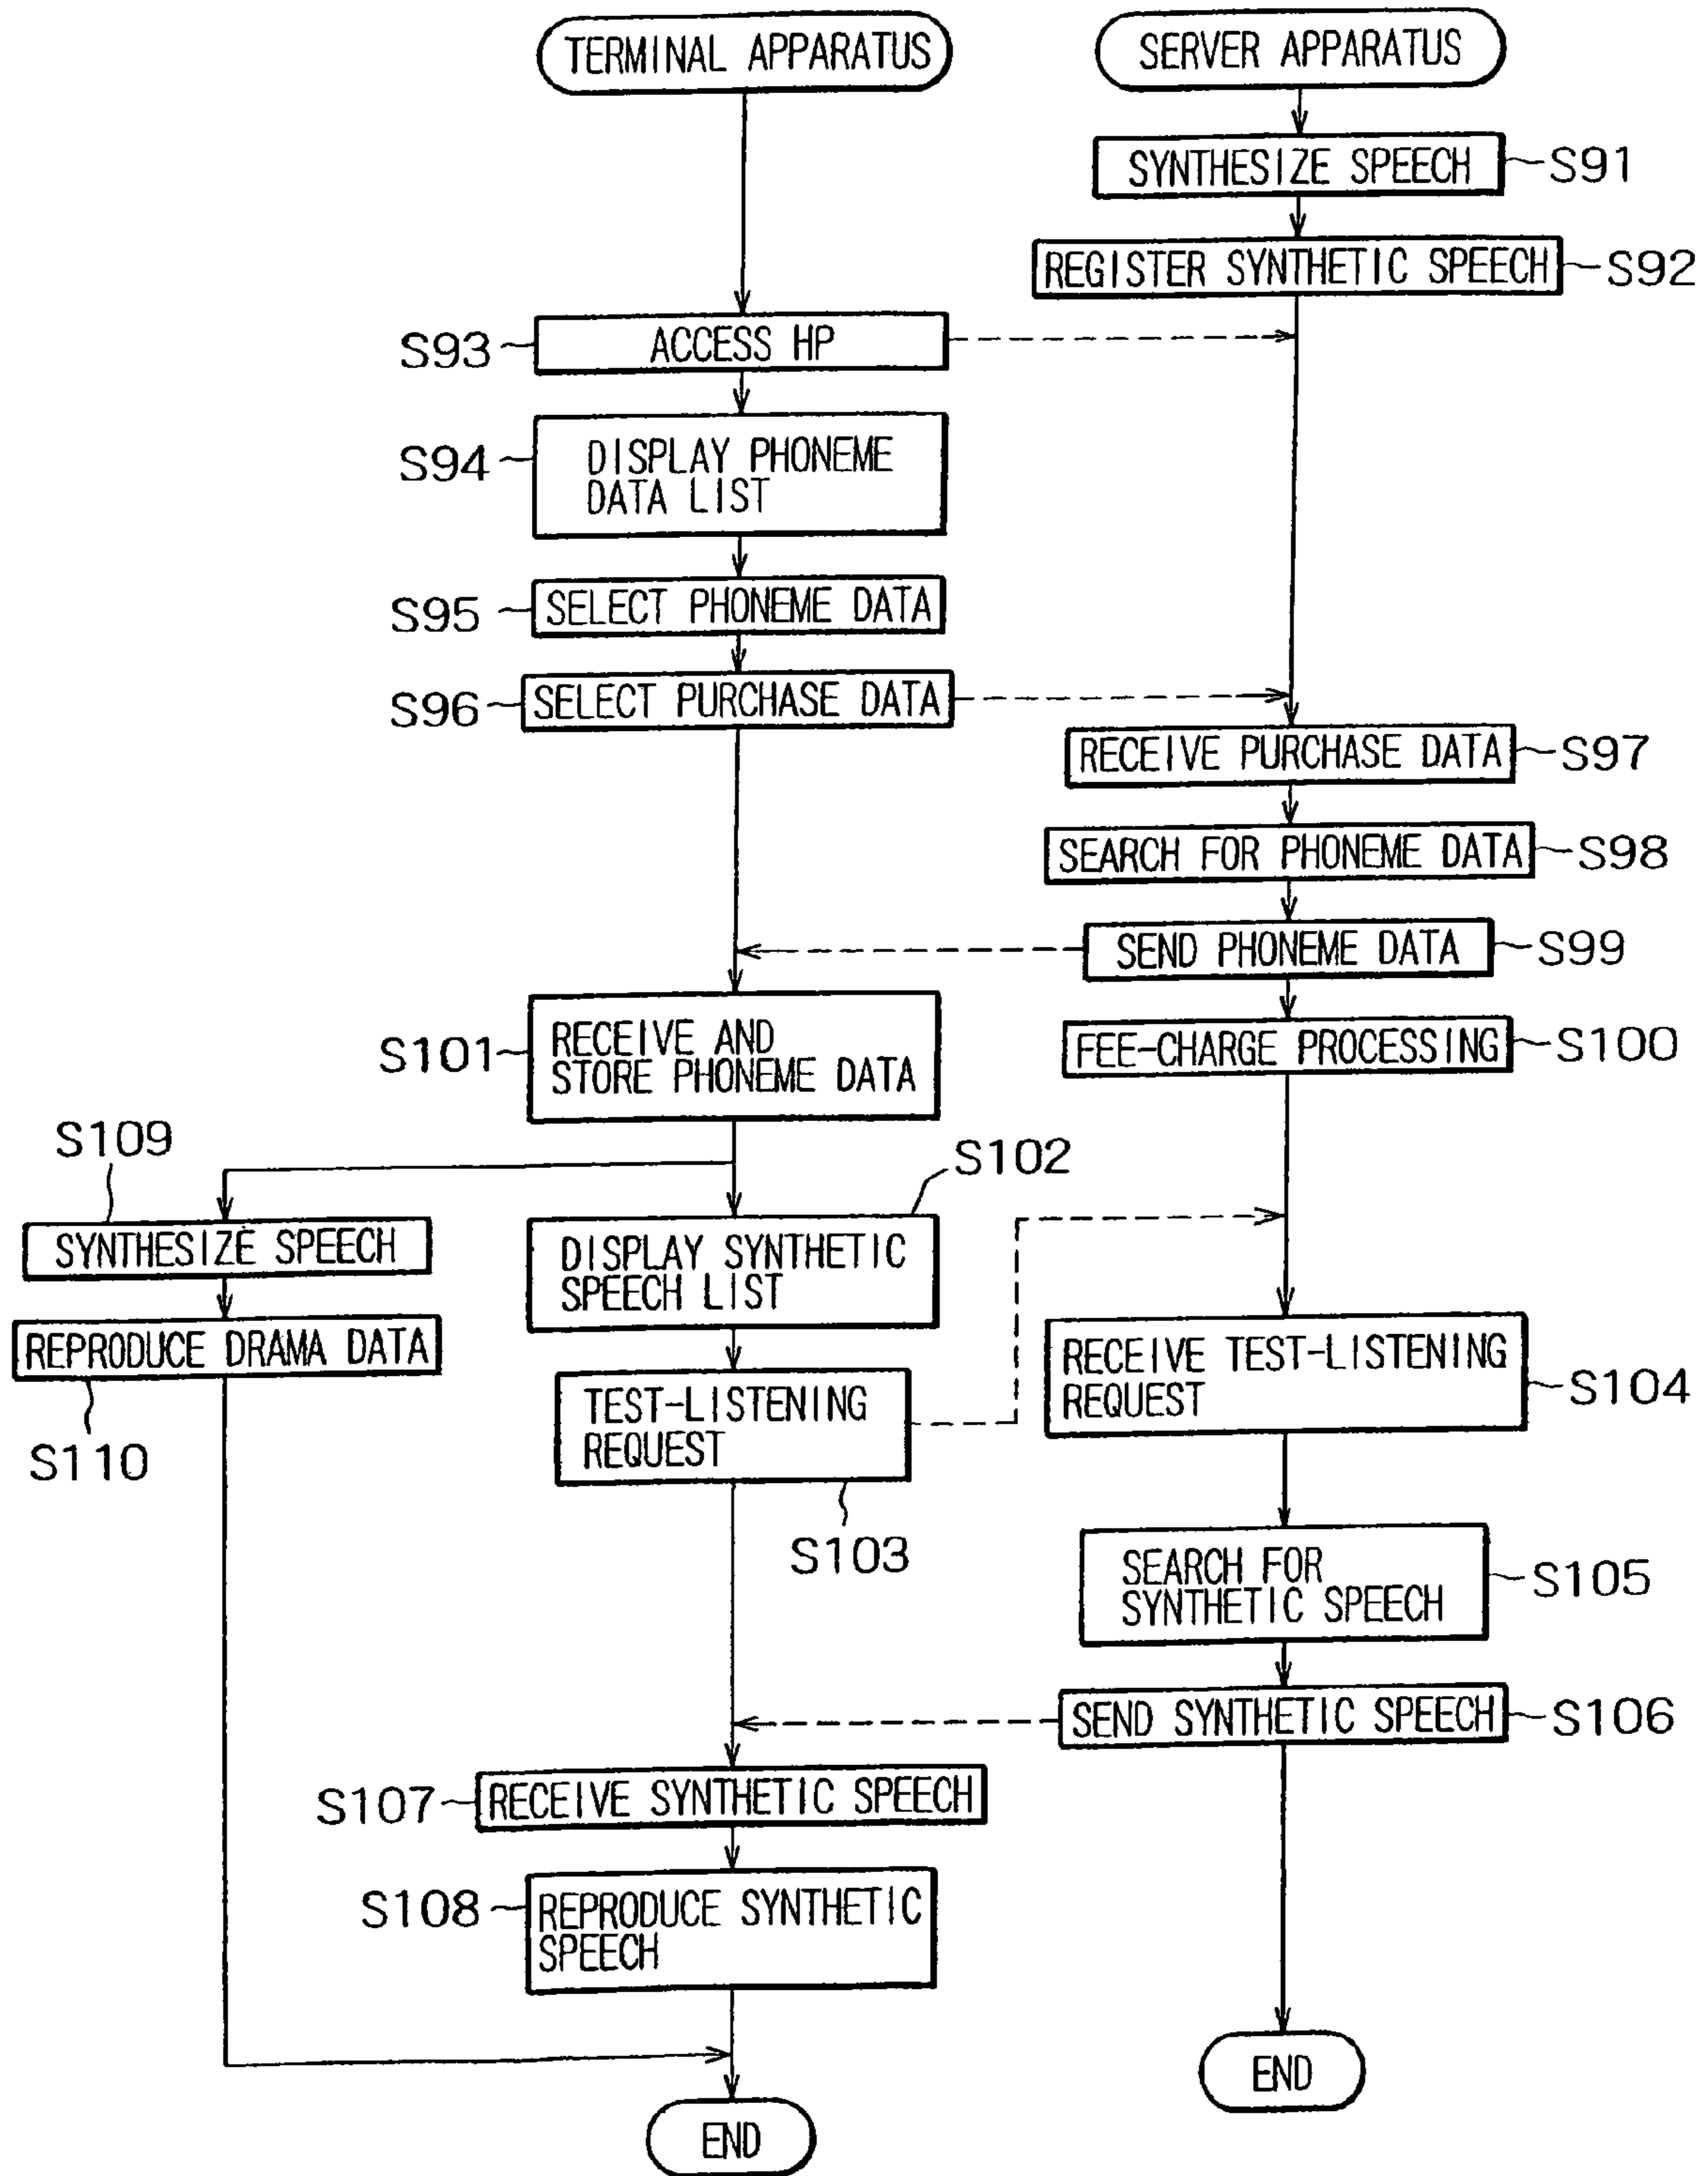 TERMINAL APPARATUS
SERVER APPARATUS
SYNTHESIZE SPEECH
S91
REGISTER SYNTHETIC SPEECH
S92
S93
ACCESS HP
S94
DISPLAY PHONEME
DATA LIST
S95
SELECT PHONEME DATA
S96
SELECT PURCHASE DATA
RECEIVE PURCHASE DATA
S97
SEARCH FOR PHONEME DATA
S98
SEND PHONEME DATA
S99
S101
RECEIVE AND
STORE PHONEME DATA
FEE-CHARGE PROCESSING
S100
S109
S102
SYNTHESIZE SPEECH
DISPLAY SYNTHETIC
SPEECH LIST
REPRODUCE DRAMA DATA
S110
TEST-LISTENING
REQUEST
S103
RECEIVE TEST-LISTENING
REQUEST
S104
SEARCH FOR
SYNTHETIC SPEECH
S105
SEND SYNTHETIC SPEECH
S106
S107
RECEIVE SYNTHETIC SPEECH
S108
REPRODUCE SYNTHETIC
SPEECH
END
END